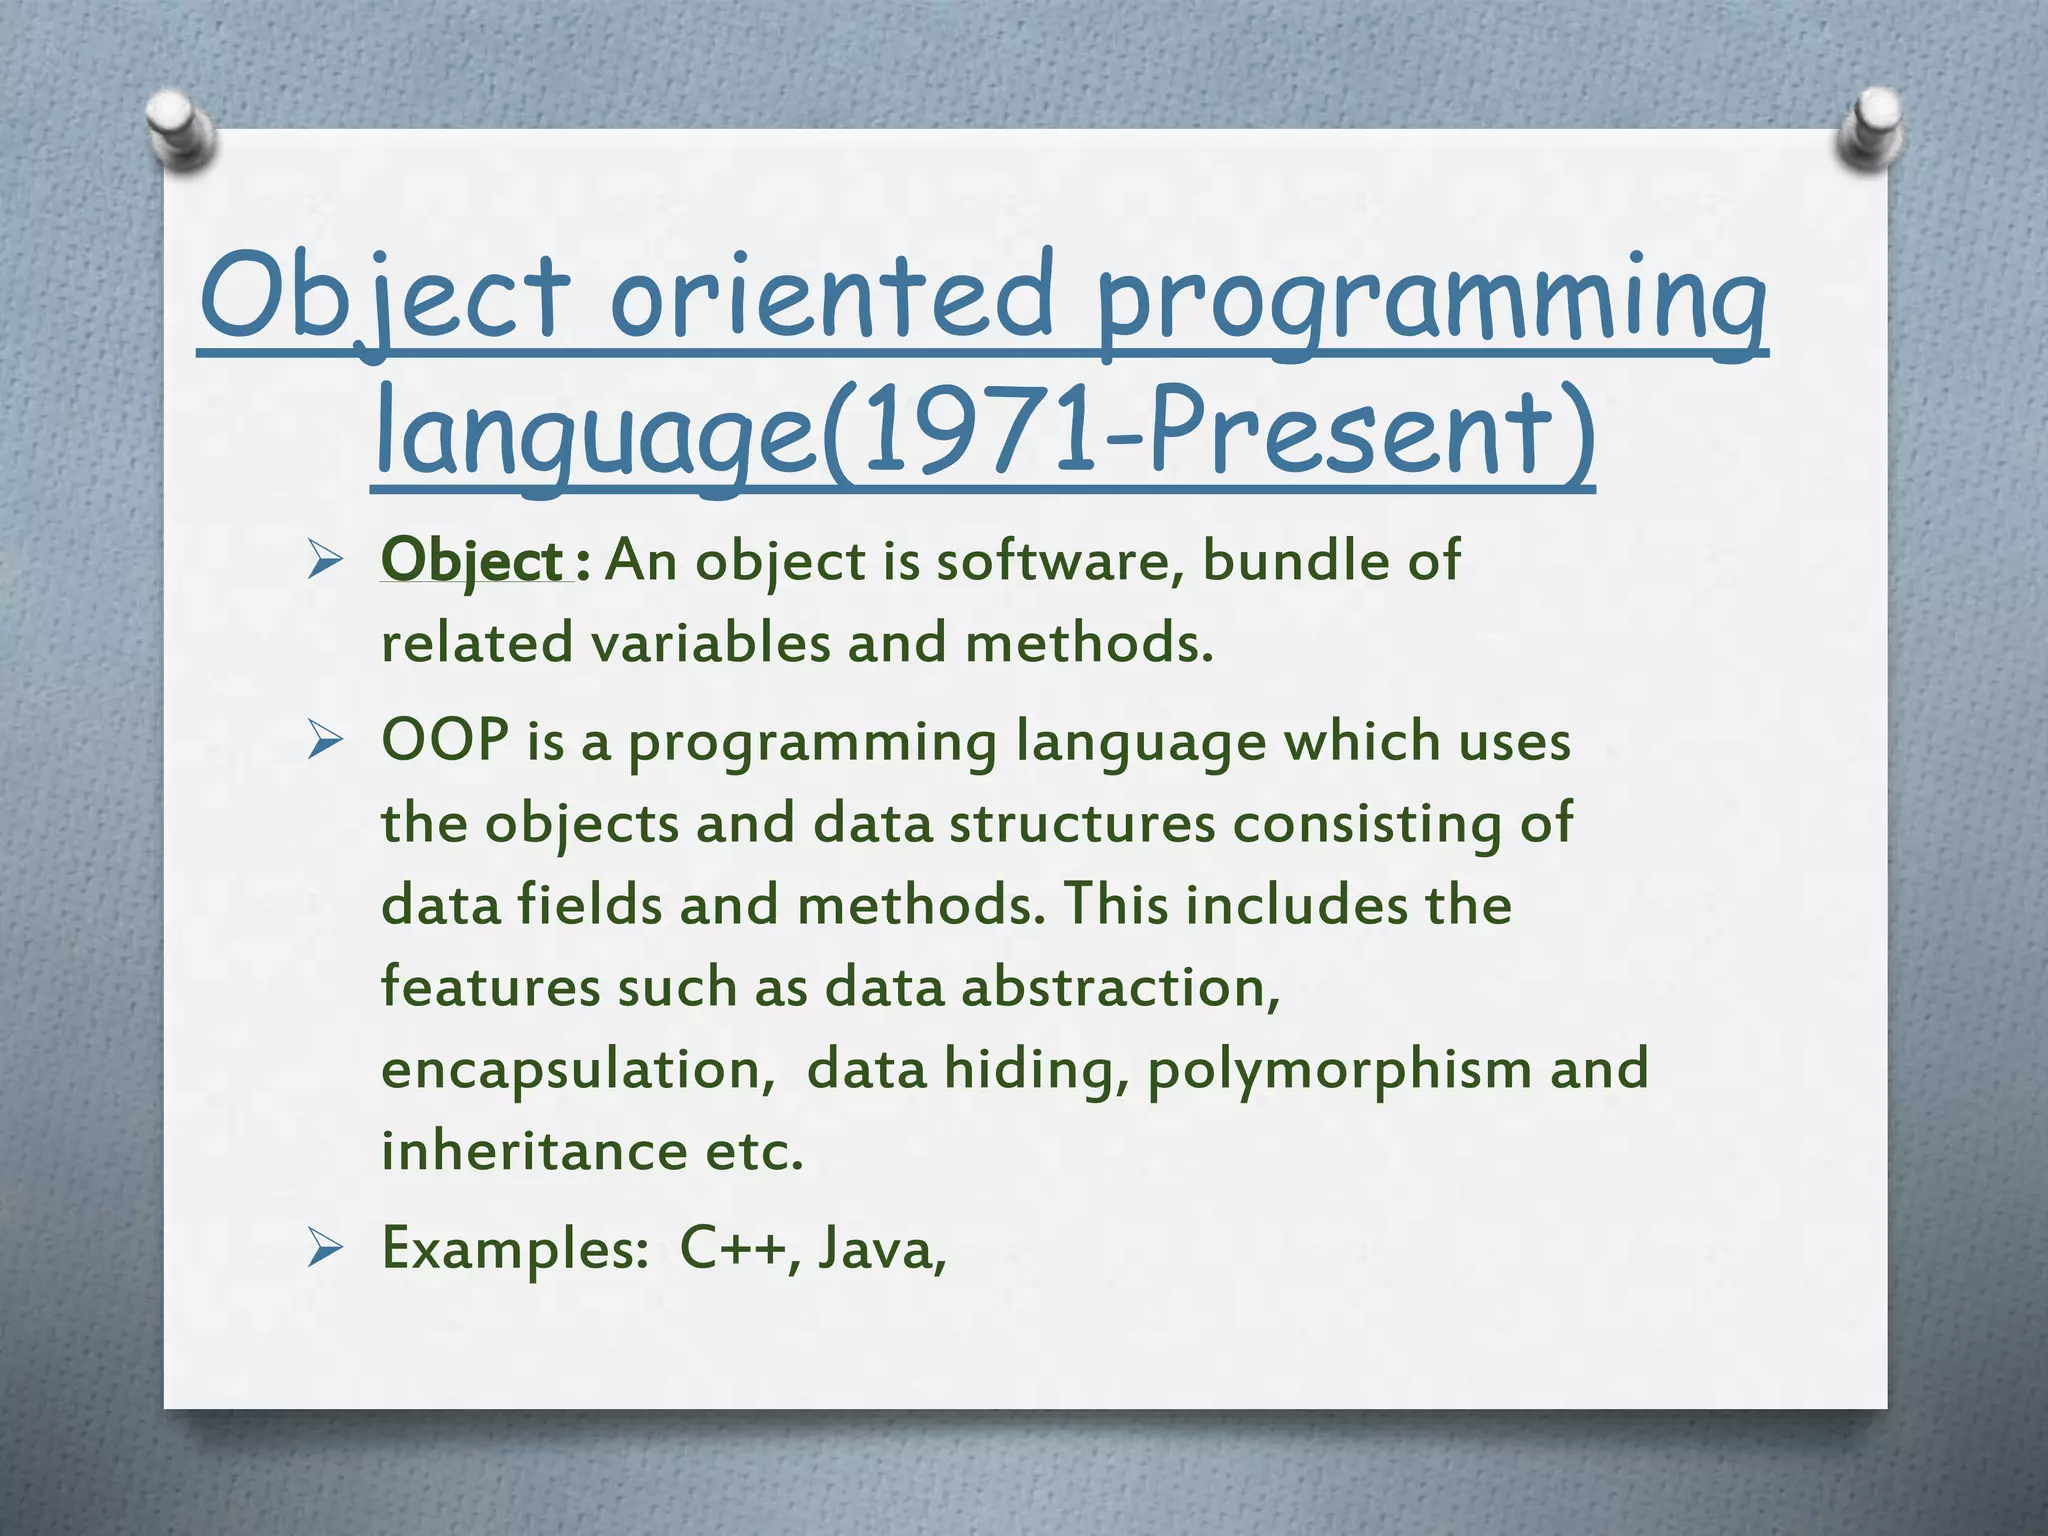 Object oriented programming
language(1971-Present)
Object : An object is software, bundle of
related variables and methods.
OOP is a programming language which uses
the objects and data structures consisting of
data fields and methods. This includes the
features such as data abstraction,
encapsulation,  data hiding, polymorphism and
inheritance etc.
Examples:  C++, Java,